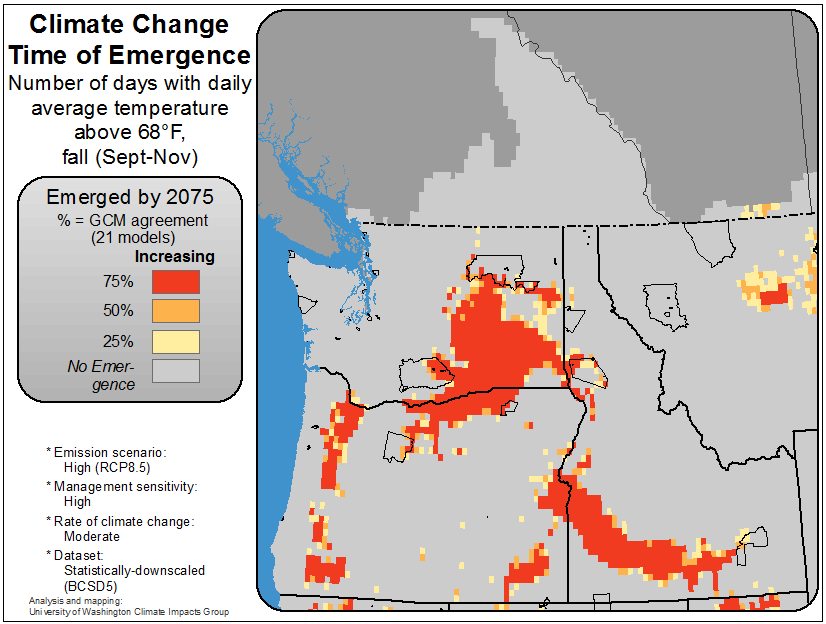 Climate Change
Time of Emergence
Number of days with daily
average temperature
above 68°F,
fall (Sept-Nov)
Emerged by 2075
% = GCM agreement
(21 models)
Increasing
75%
50%
25%
No Emer-
gence
* Emission scenario:
High (RCP8.5)
* Management sensitivity:
High
* Rate of climate change:
Moderate
* Dataset:
Statistically-downscaled
(BCSD5)
Analysis and mapping:
University of Washington Climate Impacts Group